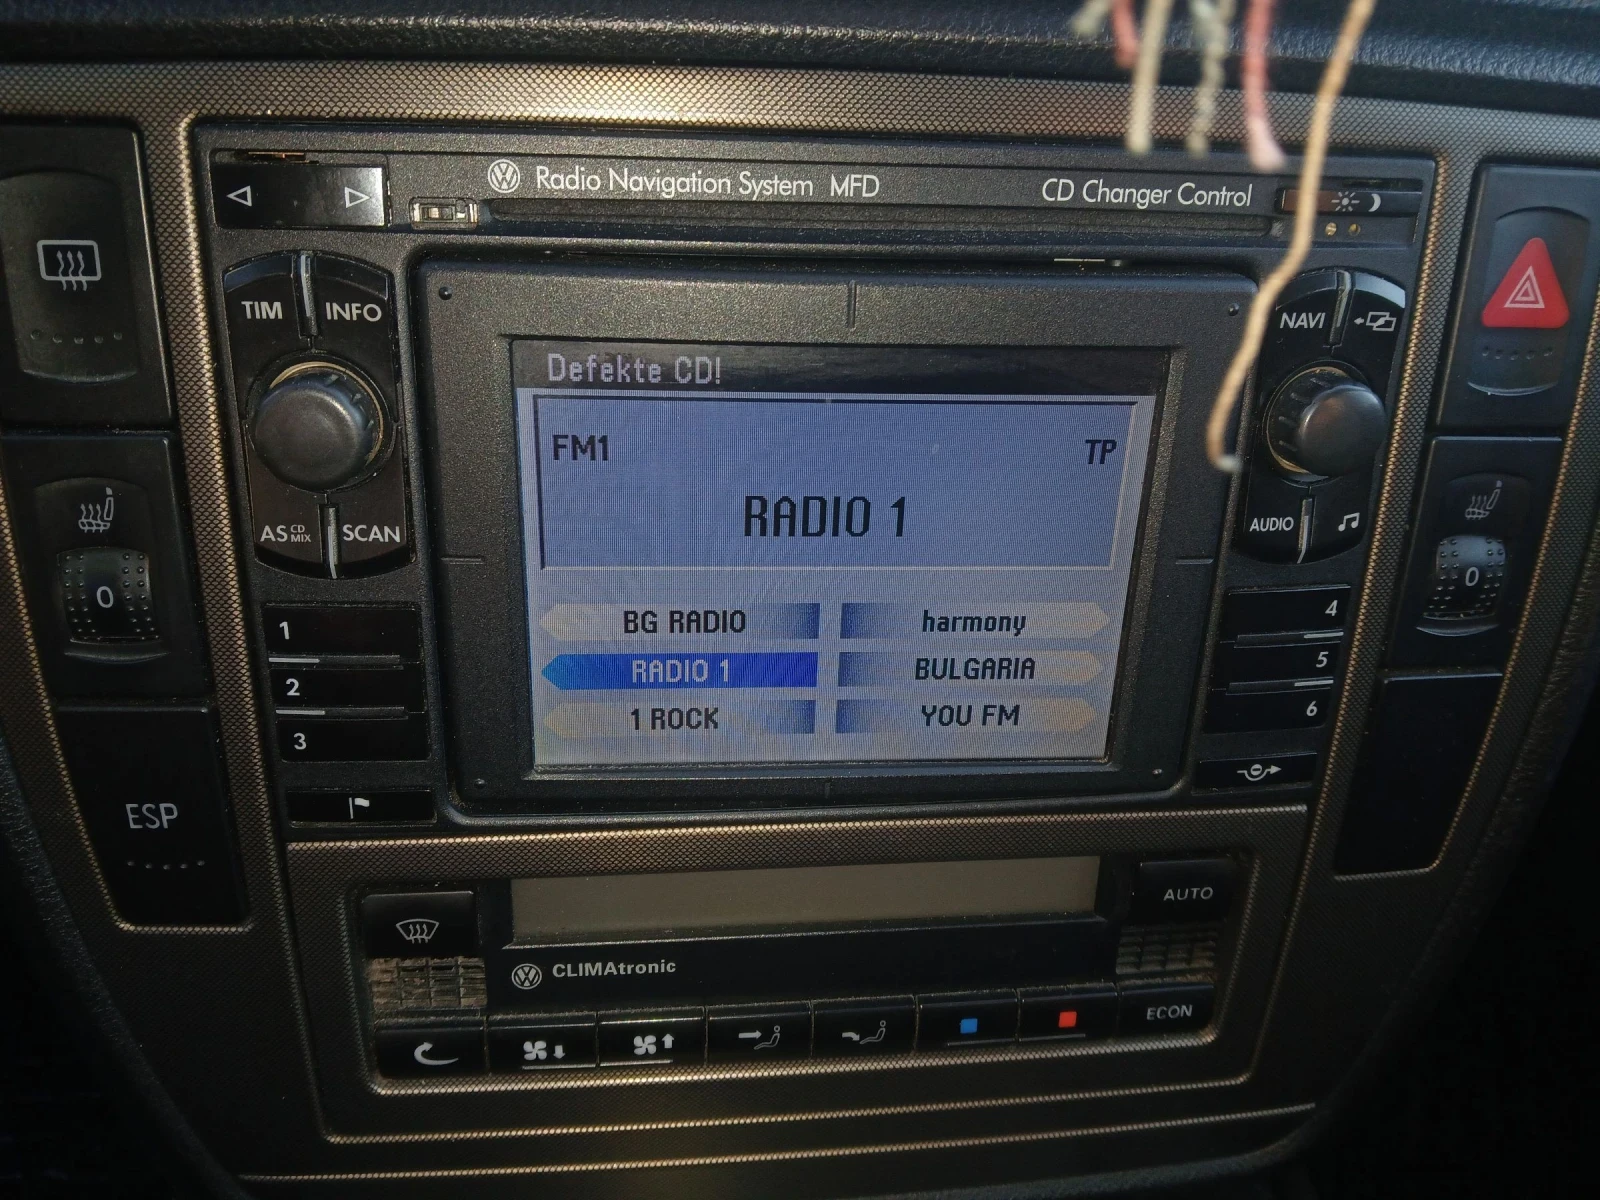 Radio Navigation System MFD
CD Changer Control
TIM
INFO
NAVI
Defekte CD!
FM1
TP
RADIO 1
AS CD MIX
SCAN
AUDIO
0
0
1
BG RADIO
harmony
4
2
RADIO 1
BULGARIA
5
3
1 ROCK
YOU FM
6
ESP
AUTO
CLIMAtronic
ECON